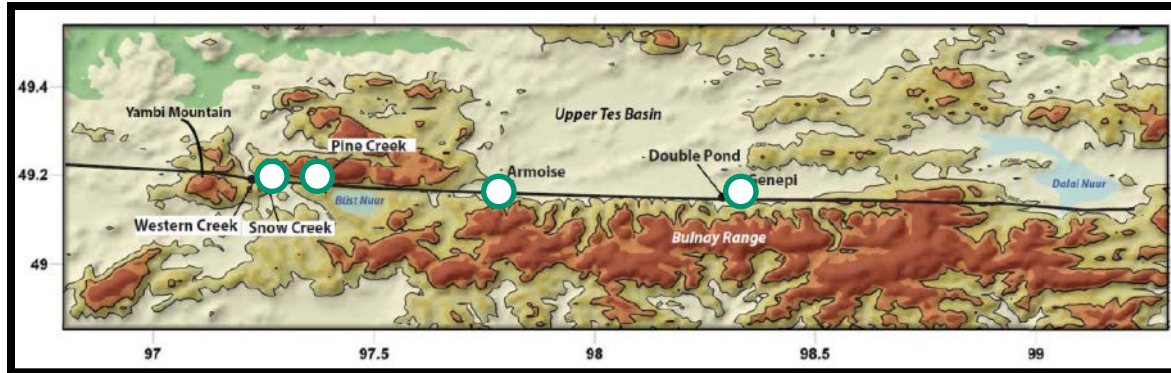 49.4
49.2
49
Yambi Mountain
Upper Tes Basin
Pine Creek
Armoise
Double Pond
Genepi
Dalai Nuur
Büst Nuur
Western Creek
Snow Creek
Bulnay Range
97
97.5
98
98.5
99